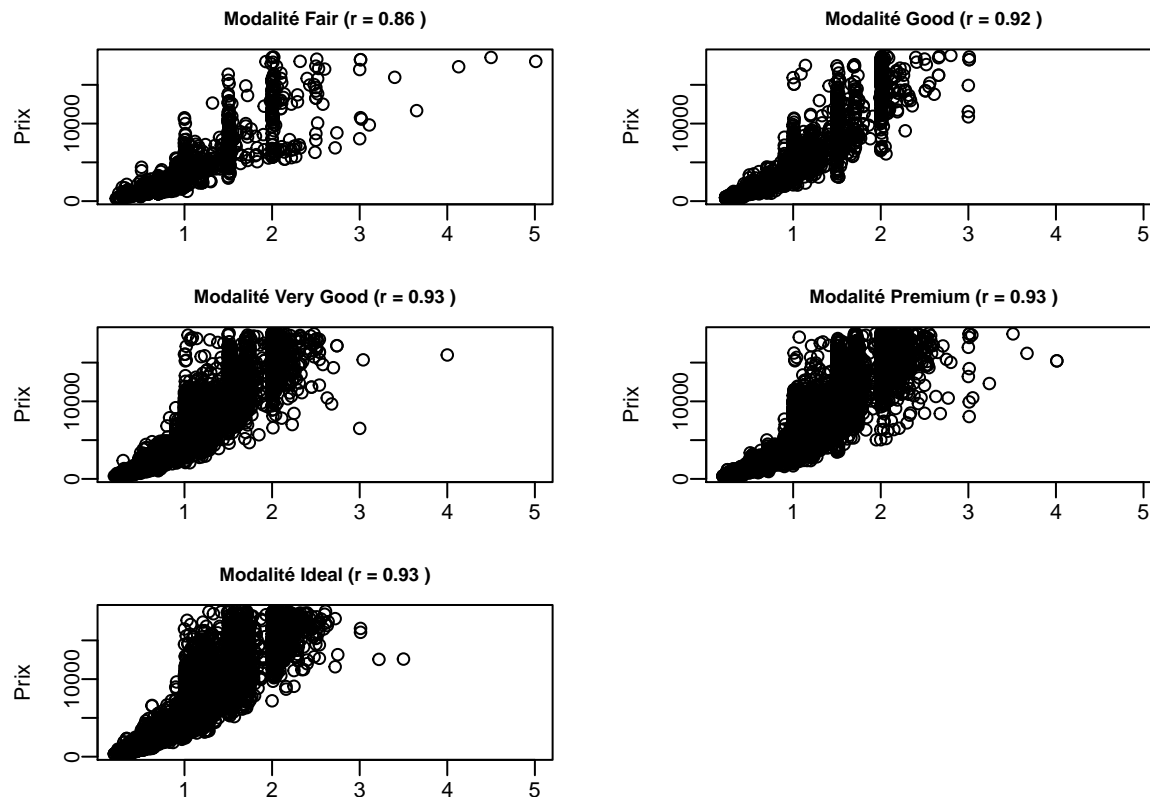 Modalité Fair (r = 0.86 )
Prix
0
10000
1 2 3 4 5
Modalité Good (r = 0.92 )
Prix
0
10000
1 2 3 4 5
Modalité Very Good (r = 0.93 )
Prix
0
10000
1 2 3 4 5
Modalité Premium (r = 0.93 )
Prix
0
10000
1 2 3 4 5
Modalité Ideal (r = 0.93 )
Prix
0
10000
1 2 3 4 5